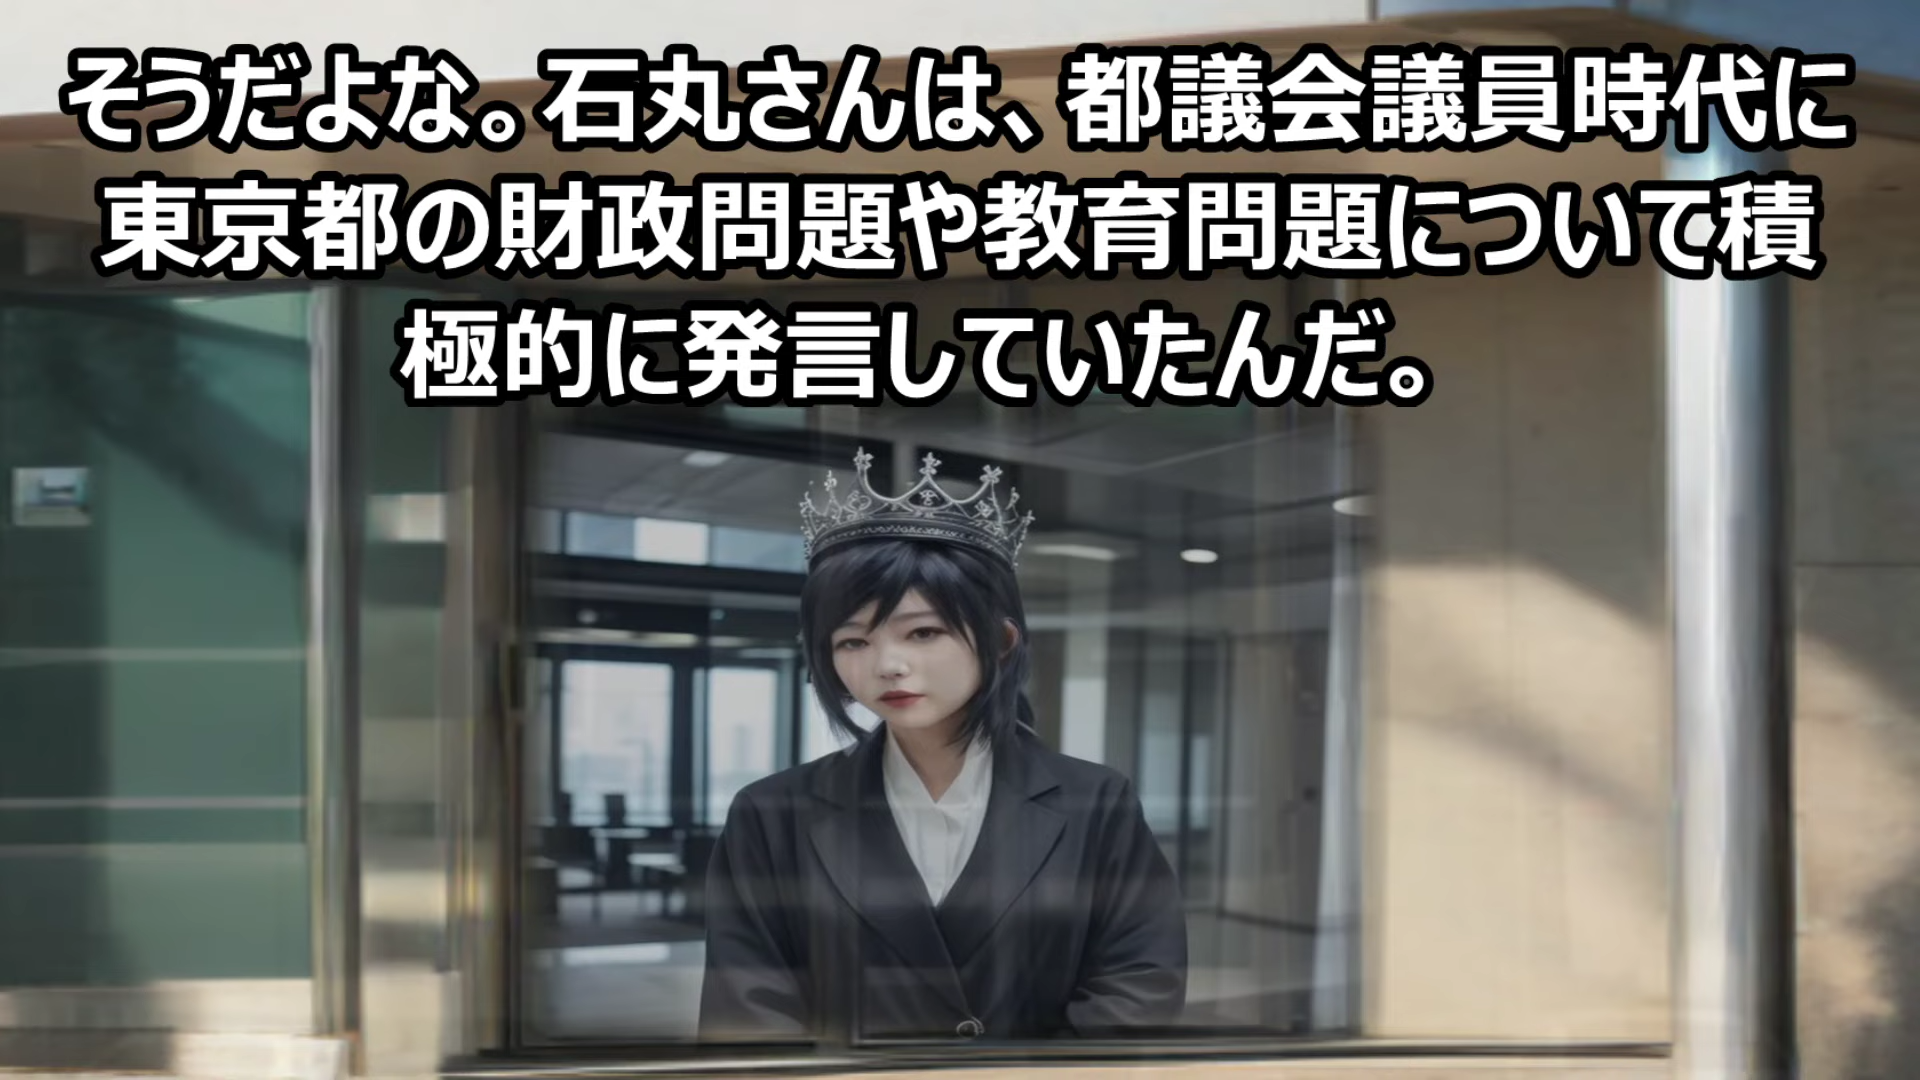 そうだよな。石丸さんは、都議会議員時代に
東京都の財政問題や教育問題について積
極的に発言していたんだ。